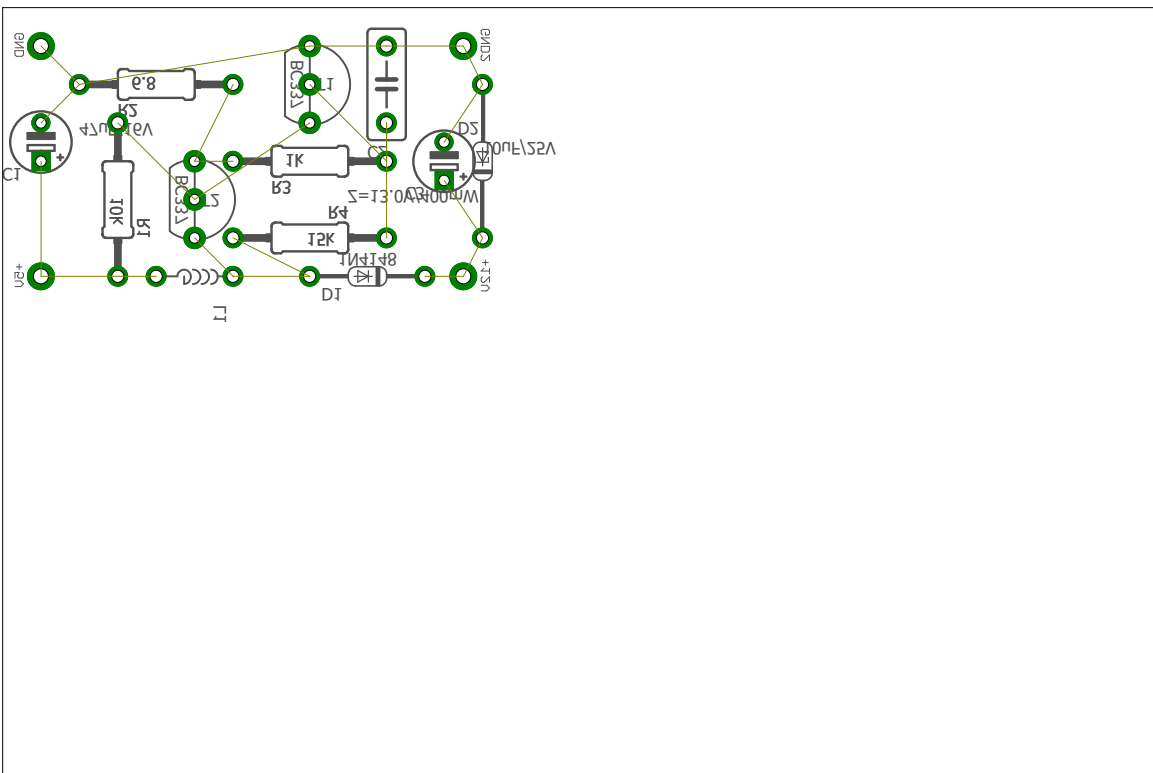 GND
GND2
6.8
BC337
T1
R2
47uF/16V
D2
C2
0uF/25V
1k
C1
BC337
T2
R3
Z=13.0V/400mW
C3
10k
R1
R4
15k
1N4148
+5V
+12V
D1
L1